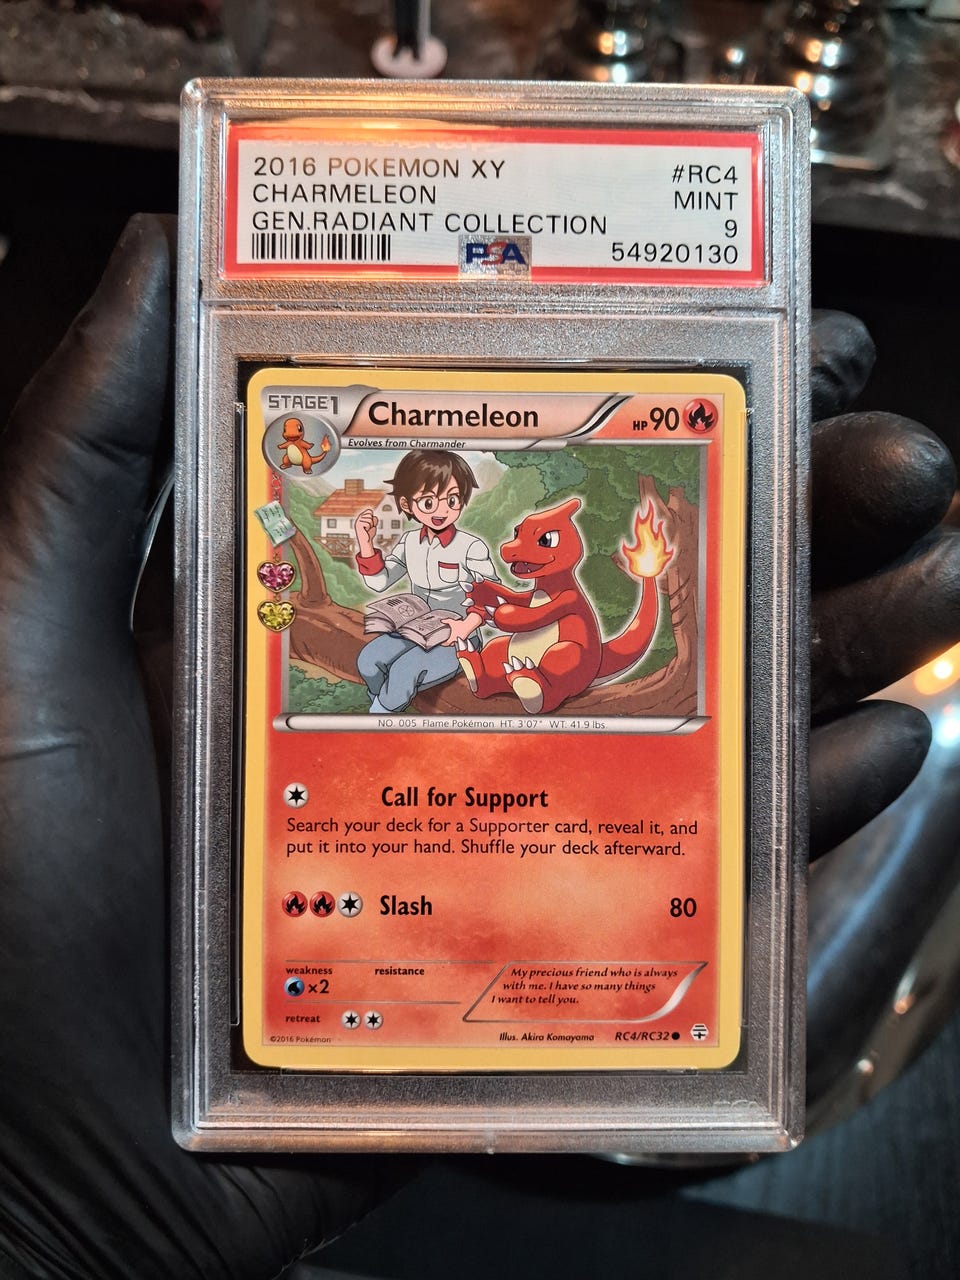 2016 POKEMON XY #RC4
CHARMELEON MINT
GEN.RADIANT COLLECTION 9
PSA 54920130
STAGE1 Charmeleon HP 90
Evolves from Charmander
NO. 005 Flame Pokémon HT: 3'07" WT: 41.9 lbs.
Call for Support
Search your deck for a Supporter card, reveal it, and
put it into your hand. Shuffle your deck afterward.
Slash 80
weakness resistance
×2
retreat
My precious friend who is always
with me. I have so many things
I want to tell you.
©2016 Pokémon Illus. Akira Komayama RC4/RC32